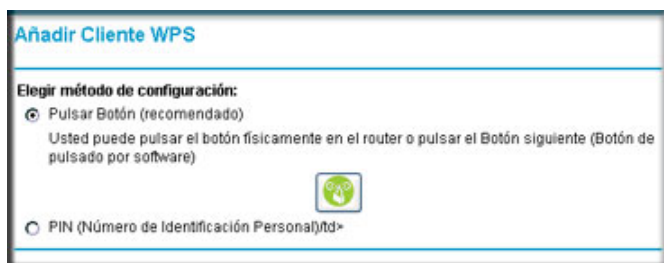 Añadir Cliente WPS
Elegir método de configuración:
Pulsar Botón (recomendado)
Usted puede pulsar el botón físicamente en el router o pulsar el Botón siguiente (Botón de
pulsado por software)
PIN (Número de Identificación Personal)/td>